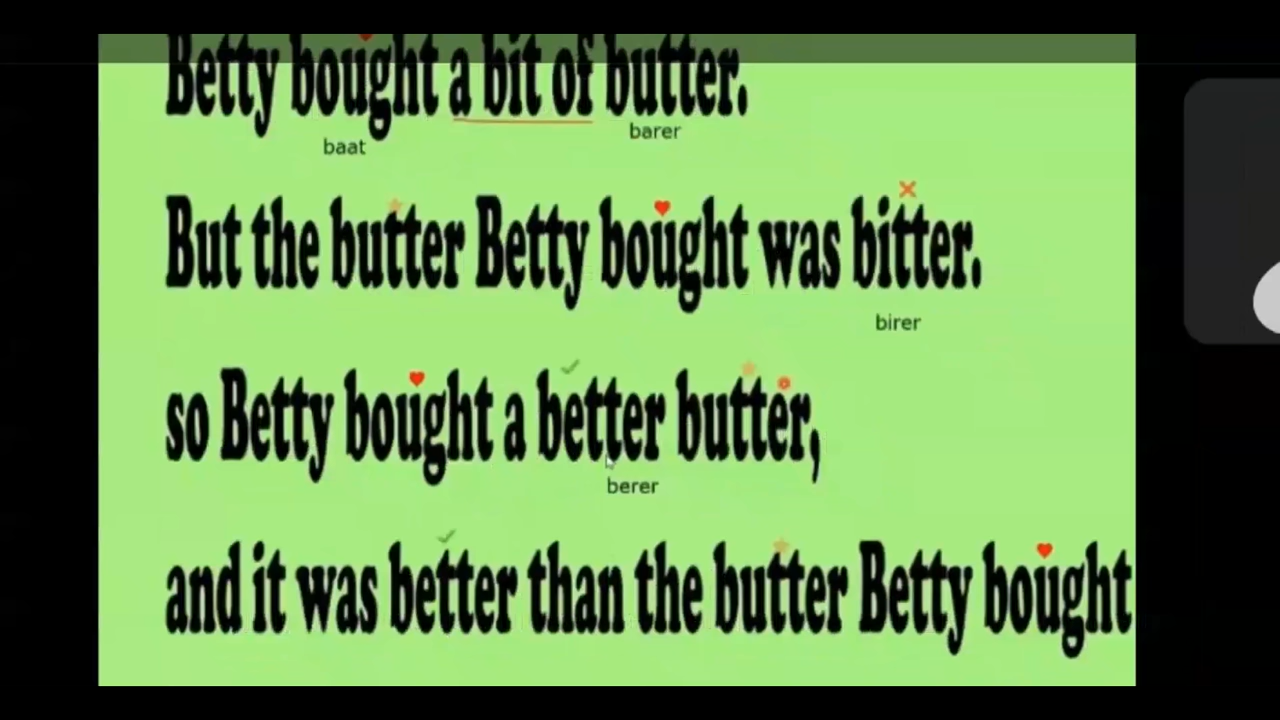 Betty bought a bit of butter.
baat barer
But the butter Betty bought was bitter.
birer
so Betty bought a better butter,
berer
and it was better than the butter Betty bought